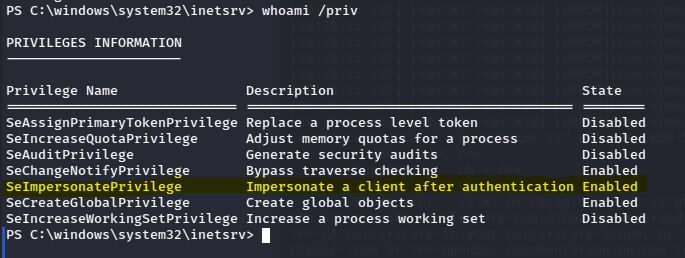 PS C:\windows\system32\inetsrv> whoami /priv
PRIVILEGES INFORMATION
----------------------
Privilege Name Description State
============================= ========================================= ========
SeAssignPrimaryTokenPrivilege Replace a process level token Disabled
SeIncreaseQuotaPrivilege Adjust memory quotas for a process Disabled
SeAuditPrivilege Generate security audits Disabled
SeChangeNotifyPrivilege Bypass traverse checking Enabled
SeImpersonatePrivilege Impersonate a client after authentication Enabled
SeCreateGlobalPrivilege Create global objects Enabled
SeIncreaseWorkingSetPrivilege Increase a process working set Disabled
PS C:\windows\system32\inetsrv>